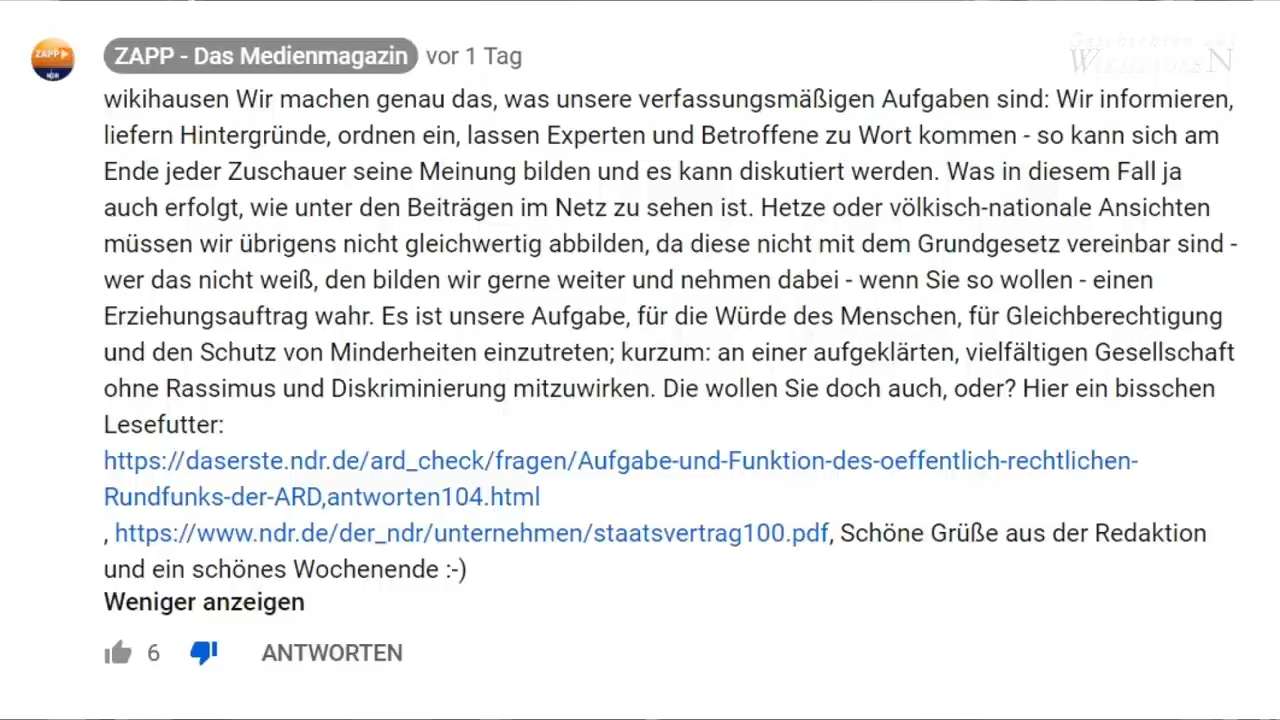 ZAPP
NDR
ZAPP - Das Medienmagazin vor 1 Tag
Geschichten aus
WIKIHAUSEN
wikihausen Wir machen genau das, was unsere verfassungsmäßigen Aufgaben sind: Wir informieren,
liefern Hintergründe, ordnen ein, lassen Experten und Betroffene zu Wort kommen - so kann sich am
Ende jeder Zuschauer seine Meinung bilden und es kann diskutiert werden. Was in diesem Fall ja
auch erfolgt, wie unter den Beiträgen im Netz zu sehen ist. Hetze oder völkisch-nationale Ansichten
müssen wir übrigens nicht gleichwertig abbilden, da diese nicht mit dem Grundgesetz vereinbar sind -
wer das nicht weiß, den bilden wir gerne weiter und nehmen dabei - wenn Sie so wollen - einen
Erziehungsauftrag wahr. Es ist unsere Aufgabe, für die Würde des Menschen, für Gleichberechtigung
und den Schutz von Minderheiten einzutreten; kurzum: an einer aufgeklärten, vielfältigen Gesellschaft
ohne Rassimus und Diskriminierung mitzuwirken. Die wollen Sie doch auch, oder? Hier ein bisschen
Lesefutter:
https://daserste.ndr.de/ard_check/fragen/Aufgabe-und-Funktion-des-oeffentlich-rechtlichen-
Rundfunks-der-ARD,antworten104.html
, https://www.ndr.de/der_ndr/unternehmen/staatsvertrag100.pdf, Schöne Grüße aus der Redaktion
und ein schönes Wochenende :-)
Weniger anzeigen
6 ANTWORTEN